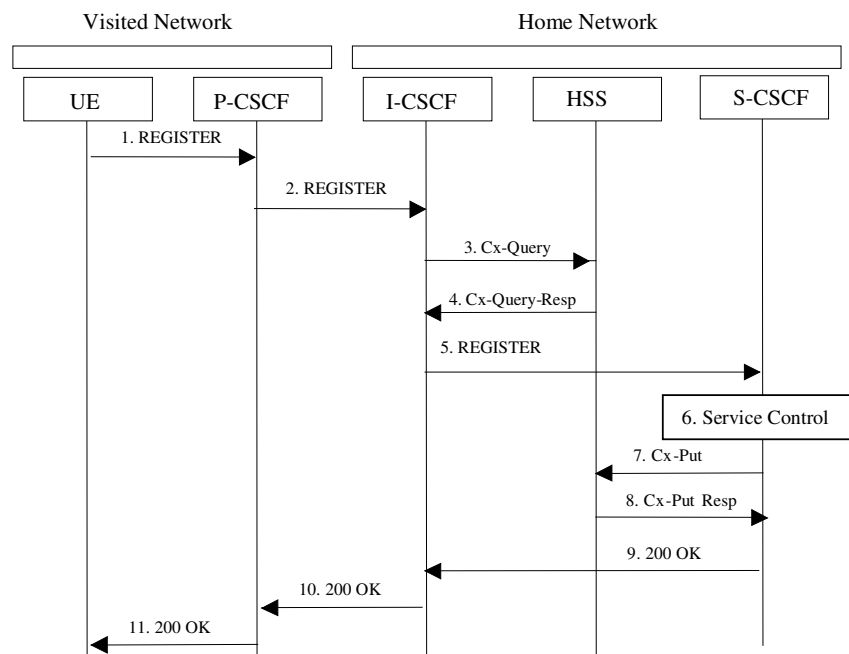 Visited Network
Home Network
UE
P-CSCF
I-CSCF
HSS
S-CSCF
1. REGISTER
2. REGISTER
3. Cx-Query
4. Cx-Query-Resp
5. REGISTER
6. Service Control
7. Cx-Put
8. Cx-Put Resp
9. 200 OK
10. 200 OK
11. 200 OK